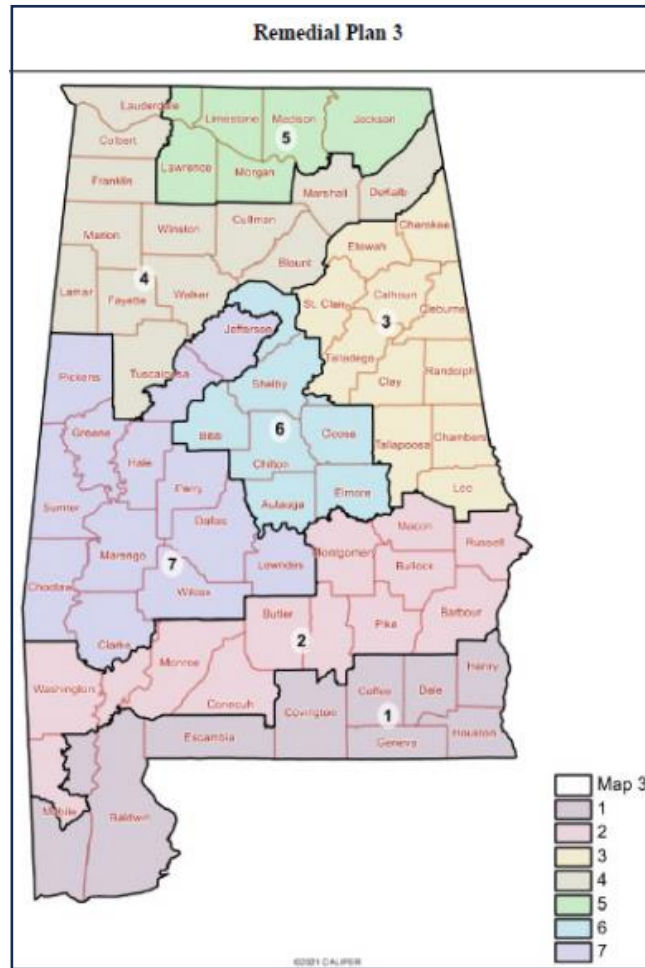 Remedial Plan 3
Lauderdale
Limestone
Madison
Jackson
5
Colbert
Lawrence
Morgan
Franklin
Marshall
DeKalb
Cullman
Winston
Marion
Cherokee
Etowah
Blount
4
Lamar
Fayette
Walker
St. Clair
Calhoun
Cleburne
3
Jefferson
Talladega
Tuscaloosa
Pickens
Shelby
Clay
Randolph
Greene
Bibb
6
Coosa
Hale
Chilton
Tallapoosa
Chambers
Perry
Autauga
Elmore
Lee
Sumter
Dallas
Macon
Marengo
Montgomery
Russell
Bullock
7
Lowndes
Choctaw
Wilcox
Butler
Pike
Barbour
Clarke
2
Monroe
Washington
Conecuh
Henry
Coffee
Dale
Covington
1
Escambia
Geneva
Houston
Mobile
Baldwin
Map 3
1
2
3
4
5
6
7
©2021 CALIPER